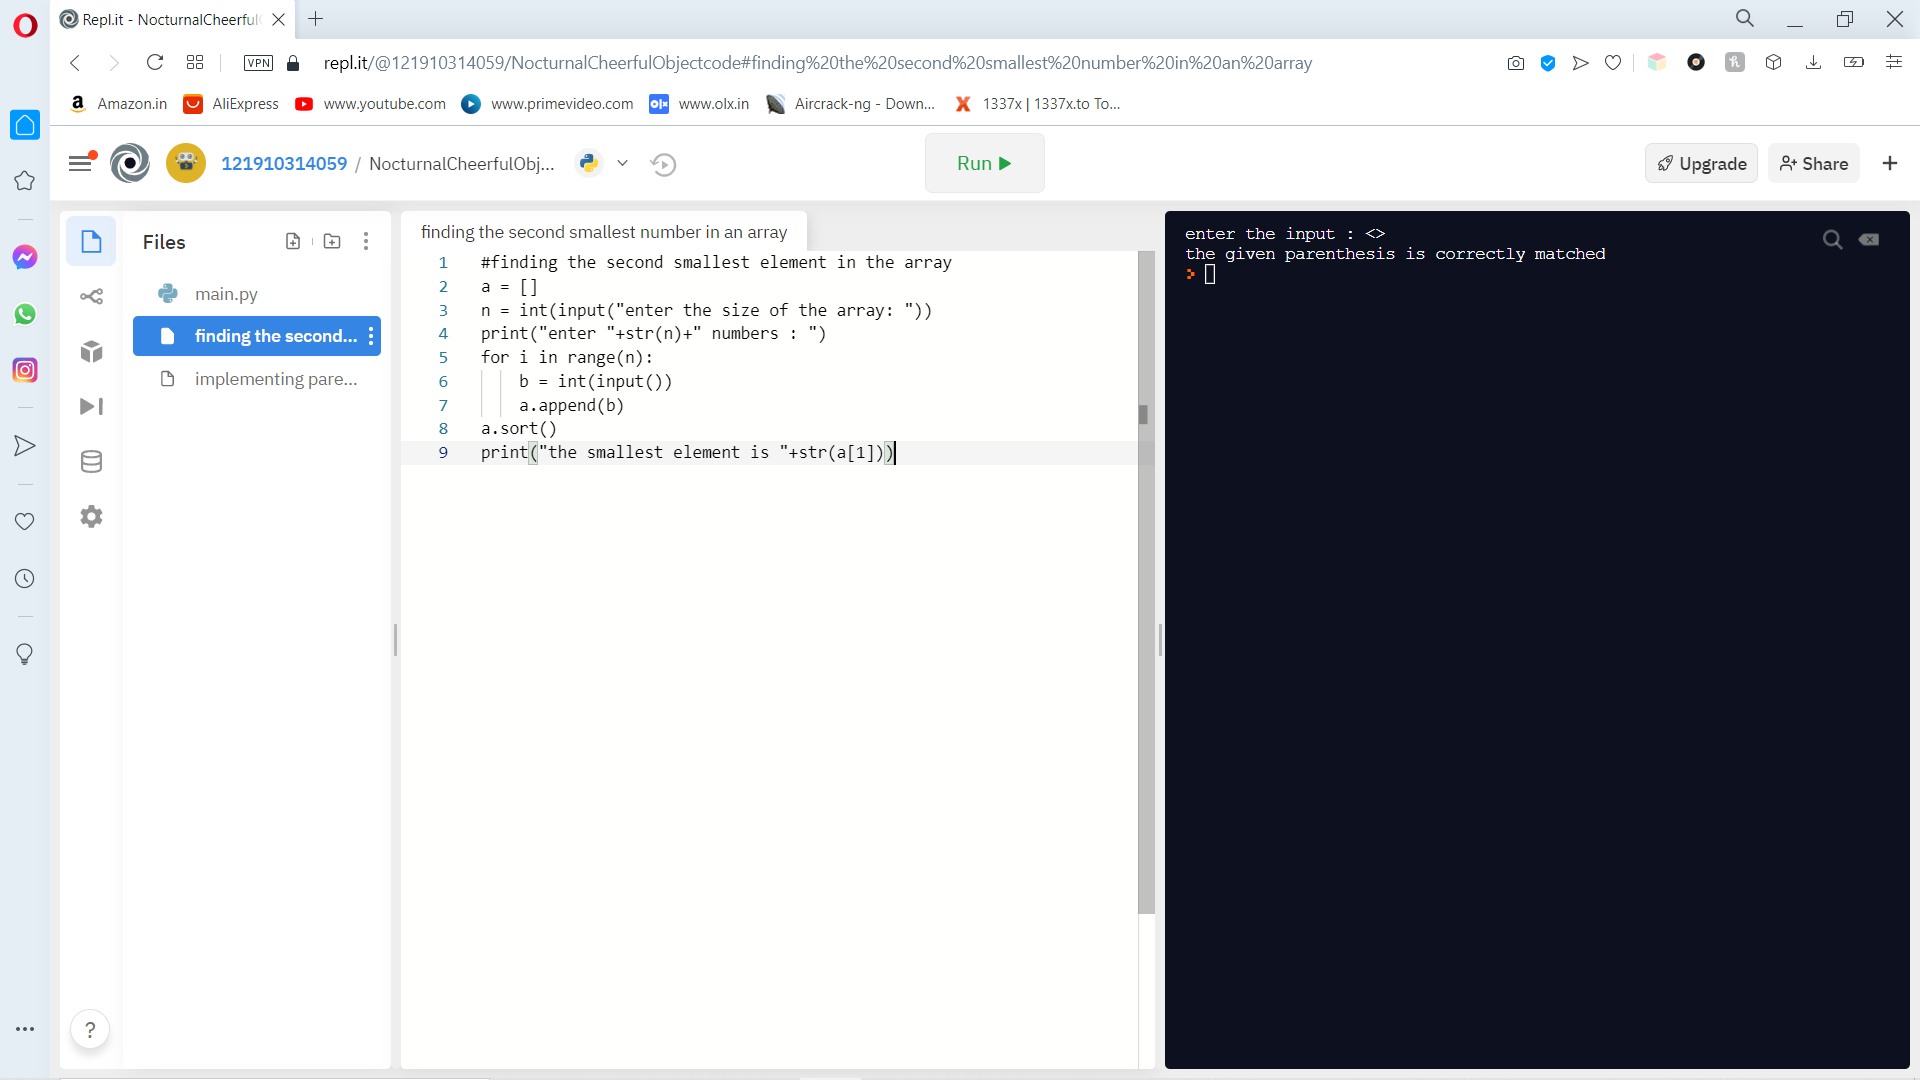 Repl.it - NocturnalCheerful
VPN
repl.it/@121910314059/NocturnalCheerfulObjectcode#finding%20the%20second%20smallest%20number%20in%20an%20array
Amazon.in
AliExpress
www.youtube.com
www.primevideo.com
olx
www.olx.in
Aircrack-ng - Down...
1337x | 1337x.to To...
121910314059 / NocturnalCheerfulObj...
Run
Upgrade
Share
Files
main.py
finding the second...
implementing pare...
finding the second smallest number in an array
1 #finding the second smallest element in the array
2 a = []
3 n = int(input("enter the size of the array: "))
4 print("enter "+str(n)+" numbers : ")
5 for i in range(n):
6 b = int(input())
7 a.append(b)
8 a.sort()
9 print("the smallest element is "+str(a[1]))
enter the input : <>
the given parenthesis is correctly matched
>
?